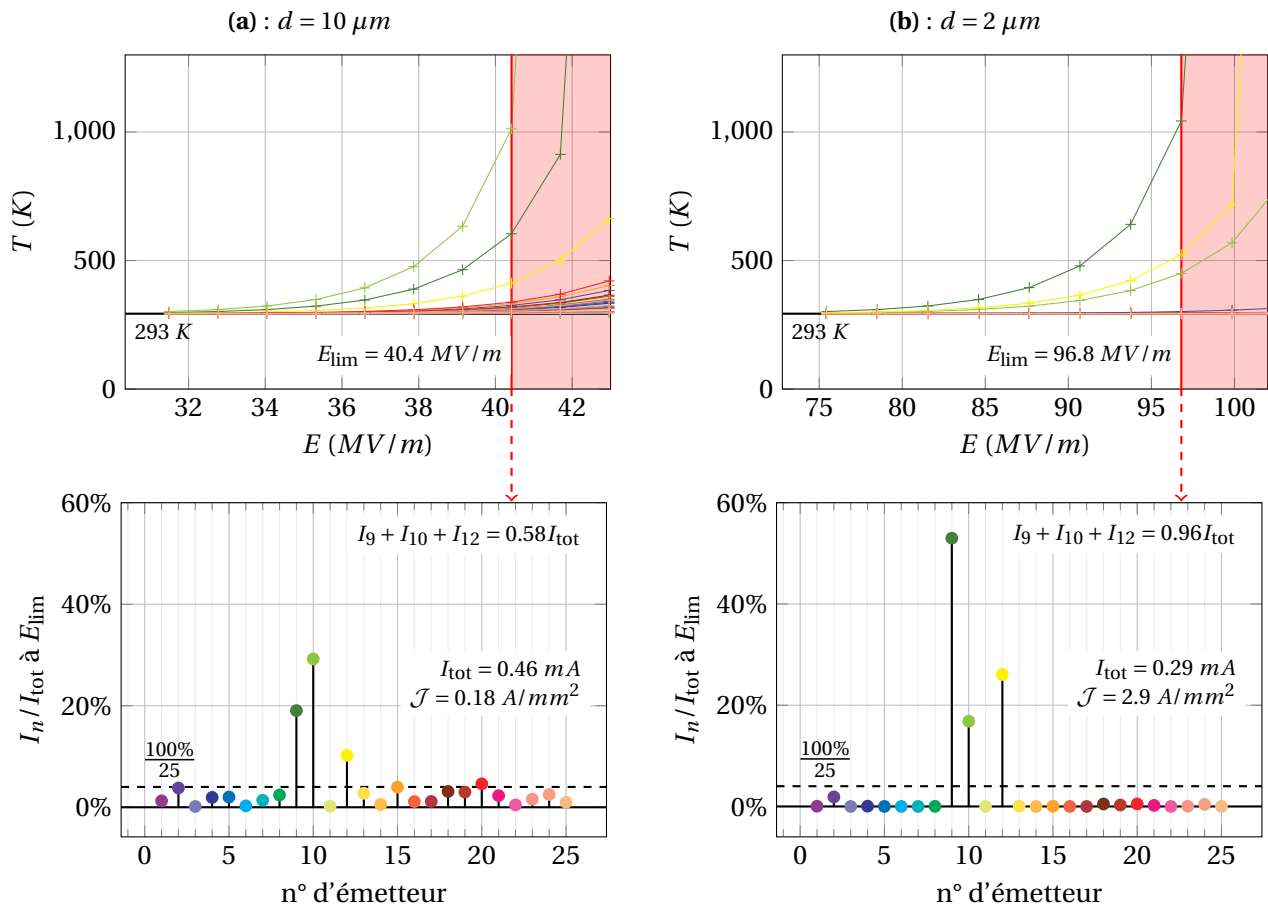 (a) : d = 10 μm
T (K)
1,000
500
0
293 K
E_lim = 40.4 MV/m
32 34 36 38 40 42
E (MV/m)
60%
40%
20%
0%
I_n/I_tot à E_lim
I_9 + I_10 + I_12 = 0.58 I_tot
I_tot = 0.46 mA
J = 0.18 A/mm²
100%
25
0 5 10 15 20 25
n° d'émetteur
(b) : d = 2 μm
T (K)
1,000
500
0
293 K
E_lim = 96.8 MV/m
75 80 85 90 95 100
E (MV/m)
60%
40%
20%
0%
I_n/I_tot à E_lim
I_9 + I_10 + I_12 = 0.96 I_tot
I_tot = 0.29 mA
J = 2.9 A/mm²
100%
25
0 5 10 15 20 25
n° d'émetteur